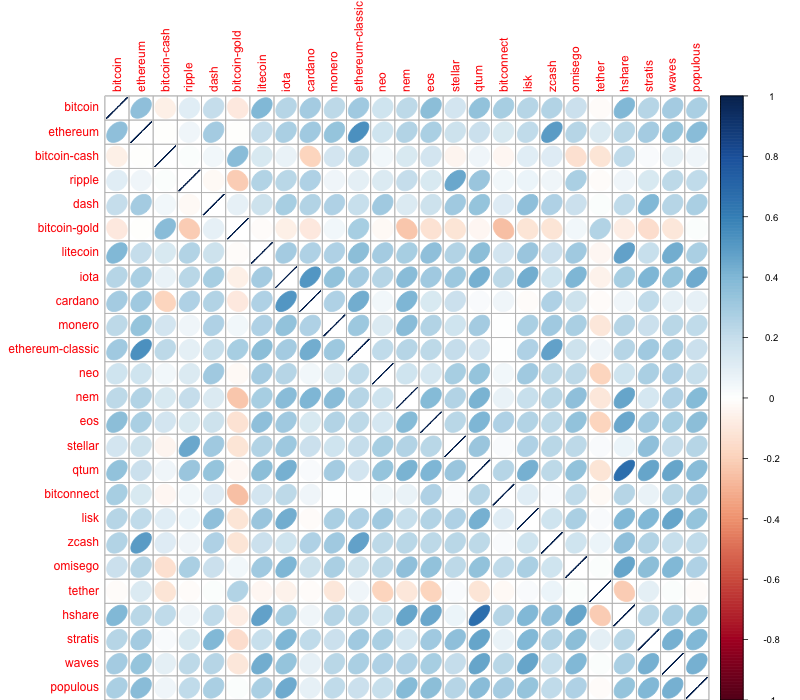 bitcoin
ethereum
bitcoin-cash
ripple
dash
bitcoin-gold
litecoin
iota
cardano
monero
ethereum-classic
neo
nem
eos
stellar
qtum
bitconnect
lisk
zcash
omisego
tether
hshare
stratis
waves
populous
bitcoin
ethereum
bitcoin-cash
ripple
dash
bitcoin-gold
litecoin
iota
cardano
monero
ethereum-classic
neo
nem
eos
stellar
qtum
bitconnect
lisk
zcash
omisego
tether
hshare
stratis
waves
populous
1
0.8
0.6
0.4
0.2
0
-0.2
-0.4
-0.6
-0.8
-1